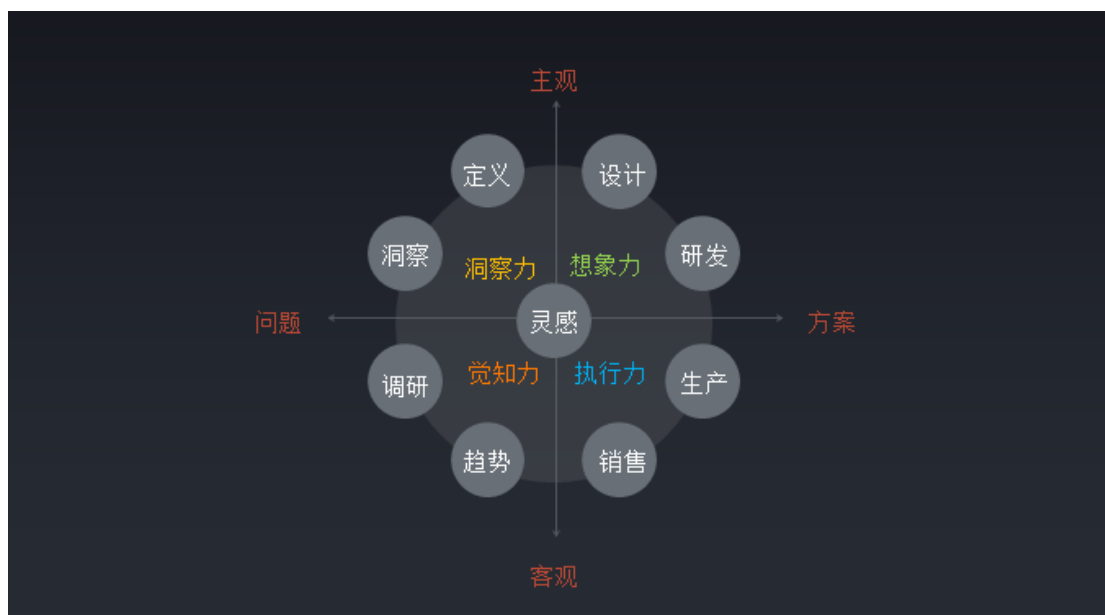 主观
定义
设计
洞察
研发
洞察力
想象力
问题
灵感
方案
觉知力
执行力
调研
生产
趋势
销售
客观